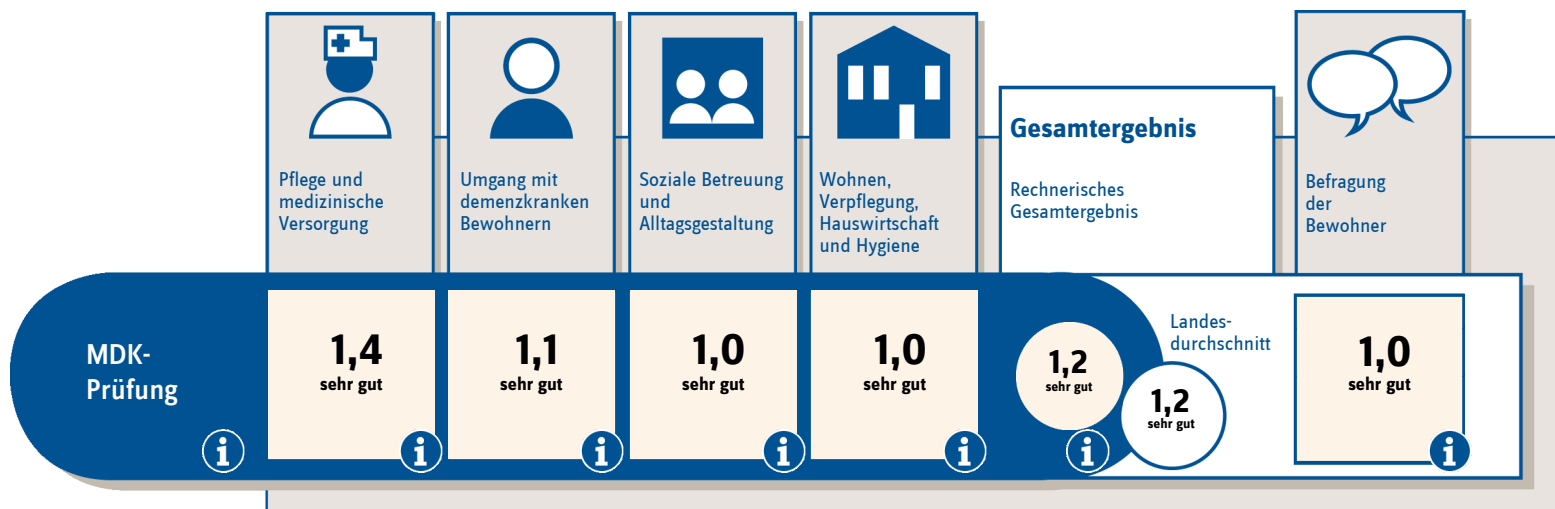 Pflege und
medizinische
Versorgung
Umgang mit
demenzkranken
Bewohnern
Soziale Betreuung
und
Alltagsgestaltung
Wohnen,
Verpflegung,
Hauswirtschaft
und Hygiene
Gesamtergebnis
Rechnerisches
Gesamtergebnis
Befragung
der
Bewohner
MDK-
Prüfung
i
1,4
sehr gut
i
1,1
sehr gut
i
1,0
sehr gut
i
1,0
sehr gut
i
1,2
sehr gut
i
Landes-
durchschnitt
1,2
sehr gut
1,0
sehr gut
i